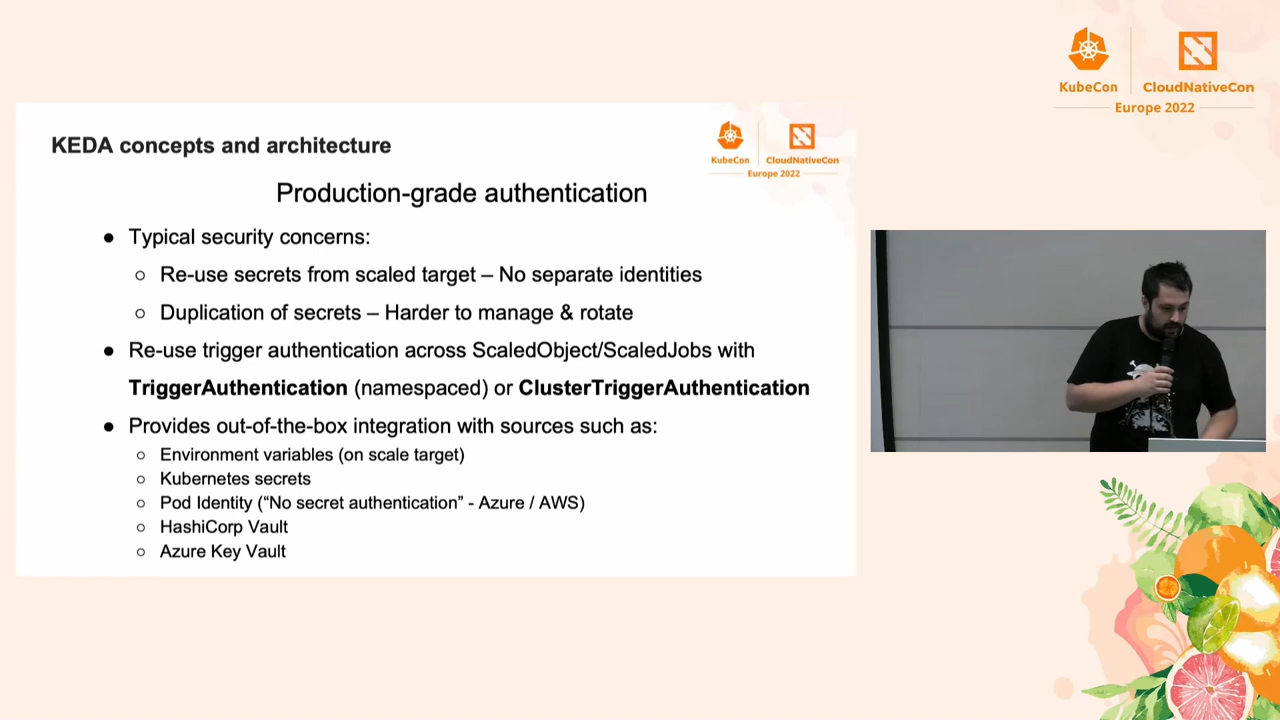 KubeCon
CloudNativeCon
Europe 2022
KEDA concepts and architecture
KubeCon
CloudNativeCon
Europe 2022
Production-grade authentication
● Typical security concerns:
○ Re-use secrets from scaled target – No separate identities
○ Duplication of secrets – Harder to manage & rotate
● Re-use trigger authentication across ScaledObject/ScaledJobs with
TriggerAuthentication (namespaced) or ClusterTriggerAuthentication
● Provides out-of-the-box integration with sources such as:
○ Environment variables (on scale target)
○ Kubernetes secrets
○ Pod Identity (“No secret authentication” - Azure / AWS)
○ HashiCorp Vault
○ Azure Key Vault